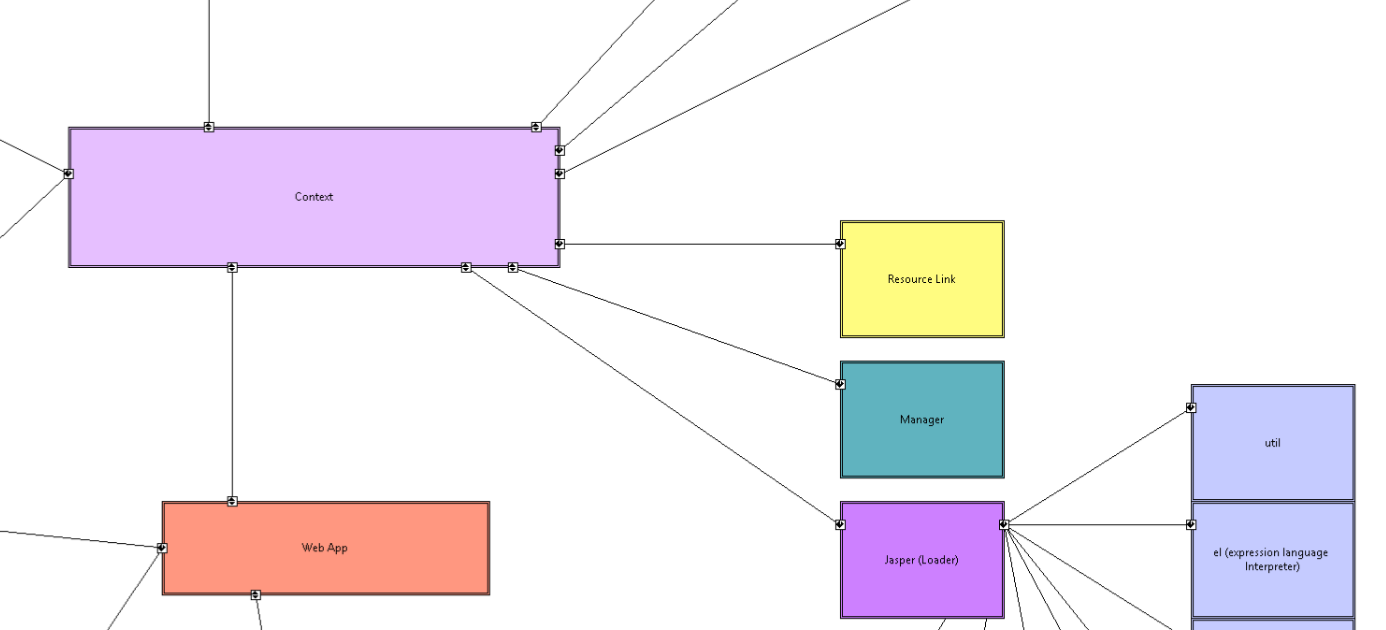 Context
Resource Link
Manager
util
Web App
Jasper (Loader)
el (expression language
Interpreter)